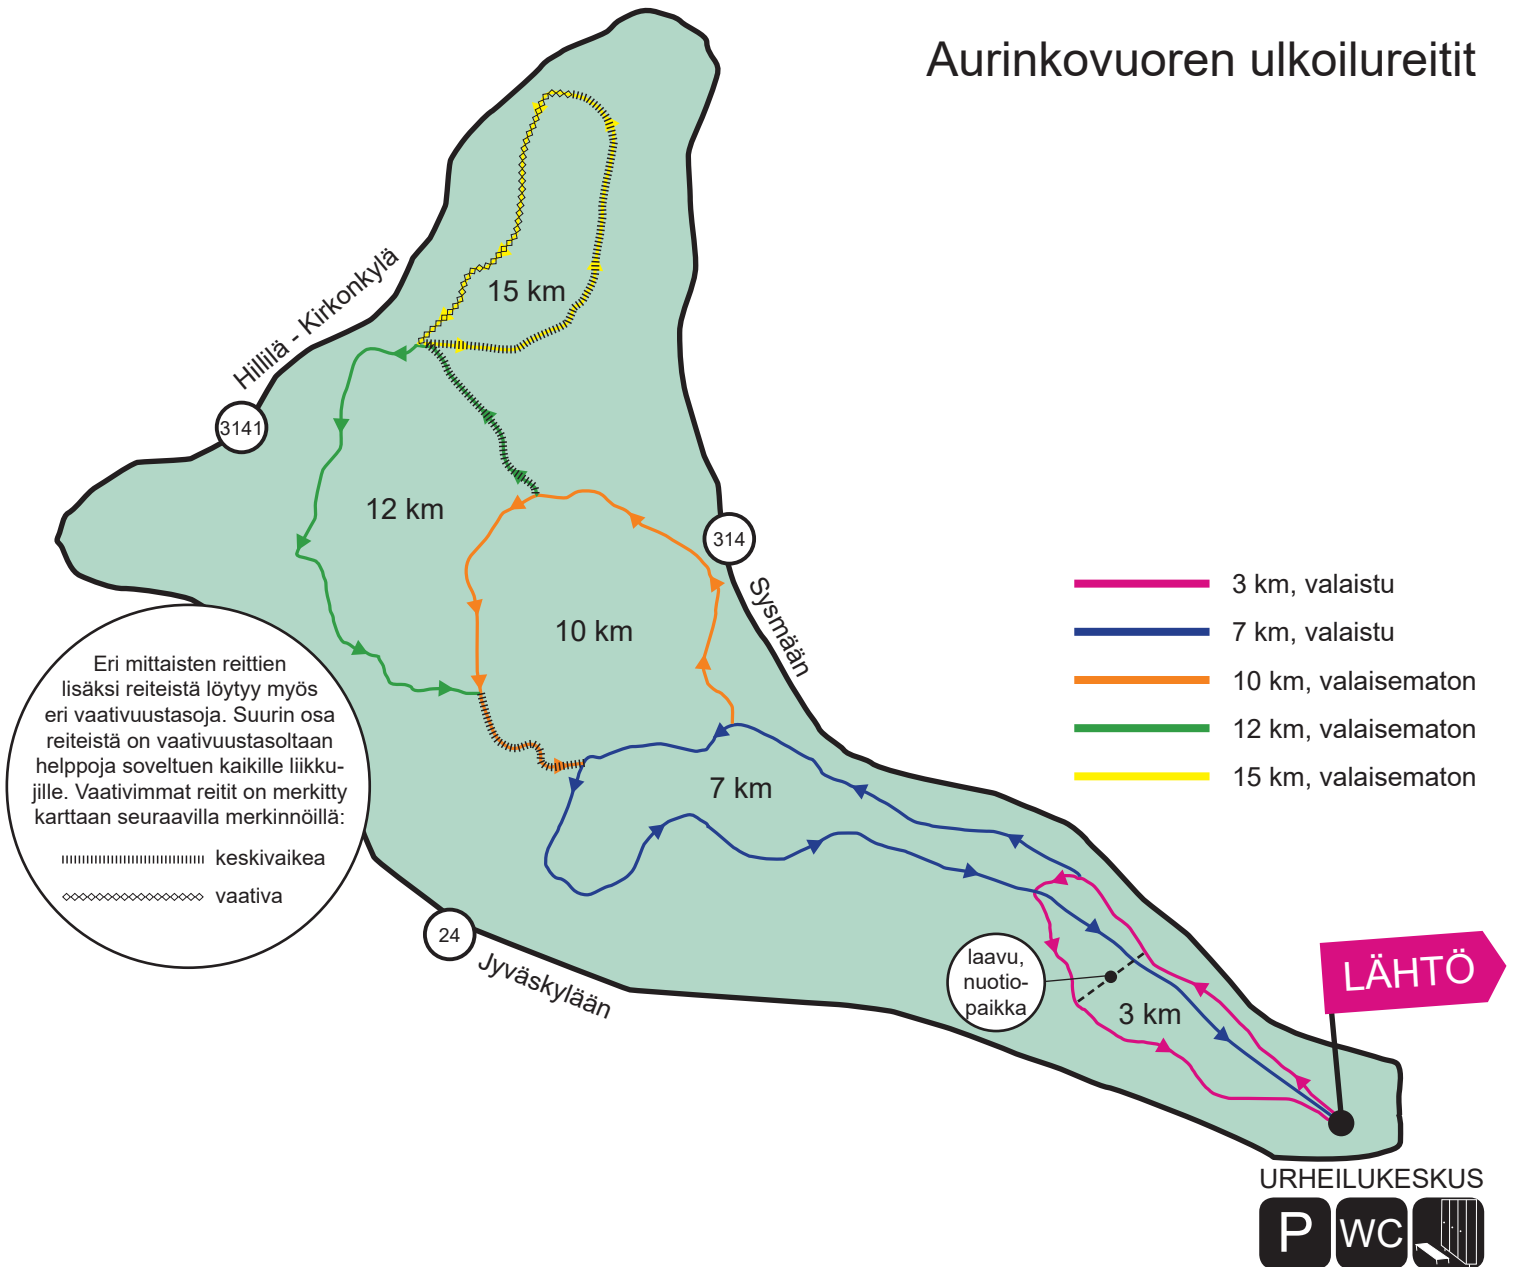 Aurinkovuoren ulkoilureitit
15 km
Hillilä - Kirkonkylä
3141
12 km
314
Sysmään
10 km
3 km, valaistu
7 km, valaistu
10 km, valaisematon
12 km, valaisematon
15 km, valaisematon
Eri mittaisten reittien
lisäksi reiteistä löytyy myös
eri vaativuustasoja. Suurin osa
reiteistä on vaativuustasoltaan
helppoja soveltuen kaikille liikku-
jille. Vaativimmat reitit on merkitty
karttaan seuraavilla merkinnöillä:
keskivaikea
vaativa
7 km
24
Jyväskylään
laavu,
nuotio-
paikka
3 km
LÄHTÖ
URHEILUKESKUS
P
WC